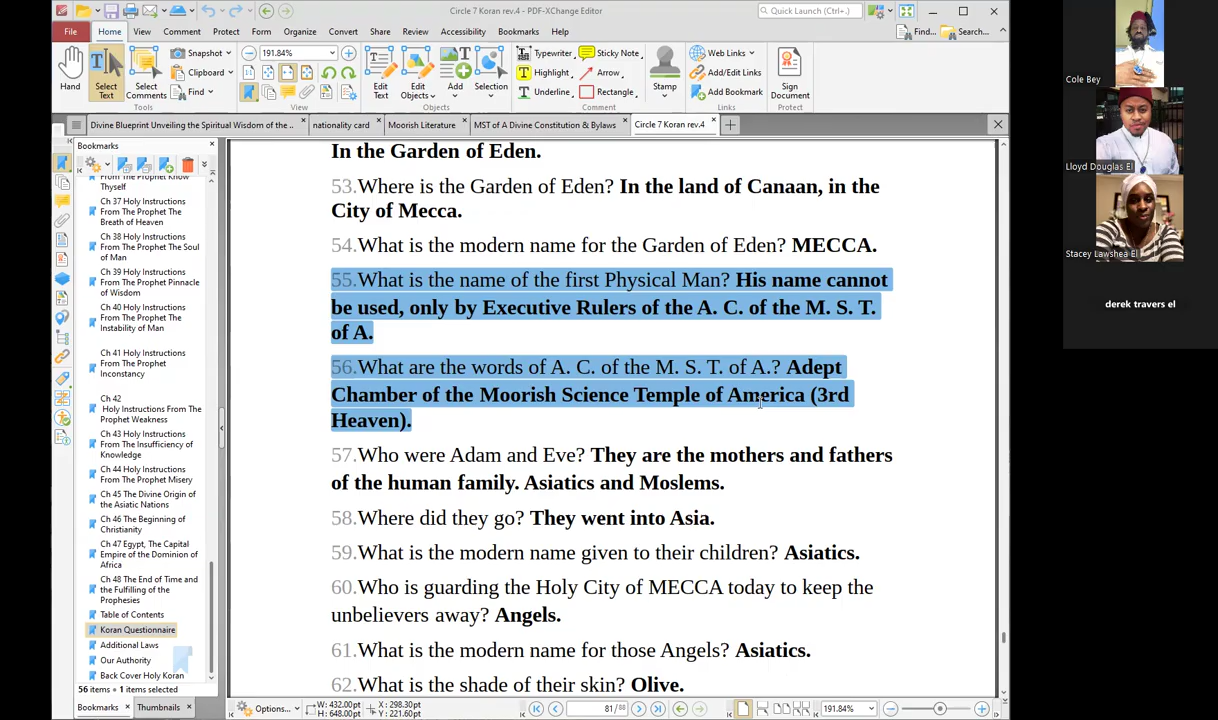 Circle 7 Koran rev.4 - PDF-XChange Editor
Quick Launch (Ctrl+.)
File Home View Comment Protect Form Organize Convert Share Review Accessibility Bookmarks Help
Find... Search...
Hand
Select Text
Select Comments
Snapshot
Clipboard
Find
191.84%
Edit Text
Edit Objects
Add
Selection
Typewriter
Highlight
Underline
Sticky Note
Arrow
Rectangle
Stamp
Web Links
Add/Edit Links
Add Bookmark
Sign Document
Tools View Objects Comment Links Protect
Divine Blueprint Unveiling the Spiritual Wisdom of the ...
nationality card
Moorish Literature
MST of A Divine Constitution & Bylaws
Circle 7 Koran rev.4
Bookmarks
From The Prophet Know
Thyself
Ch 37 Holy Instructions
From The Prophet The
Breath of Heaven
Ch 38 Holy Instructions
From The Prophet The Soul
of Man
Ch 39 Holy Instructions
From The Prophet Pinnacle
of Wisdom
Ch 40 Holy Instructions
From The Prophet The
Instability of Man
Ch 41 Holy Instructions
From The Prophet
Inconstancy
Ch 42
Holy Instructions From The
Prophet Weakness
Ch 43 Holy Instructions
From The Insufficiency of
Knowledge
Ch 44 Holy Instructions
From The Prophet Misery
Ch 45 The Divine Origin of
the Asiatic Nations
Ch 46 The Beginning of
Christianity
Ch 47 Egypt, The Capital
Empire of the Dominion of
Africa
Ch 48 The End of Time and
the Fulfilling of the
Prophesies
Table of Contents
Koran Questionnaire
Additional Laws
Our Authority
Back Cover Holy Koran
56 items • 1 items selected
Bookmarks Thumbnails
In the Garden of Eden.
53.Where is the Garden of Eden? In the land of Canaan, in the
City of Mecca.
54.What is the modern name for the Garden of Eden? MECCA.
55.What is the name of the first Physical Man? His name cannot
be used, only by Executive Rulers of the A. C. of the M. S. T.
of A.
56.What are the words of A. C. of the M. S. T. of A.? Adept
Chamber of the Moorish Science Temple of America (3rd
Heaven).
57.Who were Adam and Eve? They are the mothers and fathers
of the human family. Asiatics and Moslems.
58.Where did they go? They went into Asia.
59.What is the modern name given to their children? Asiatics.
60.Who is guarding the Holy City of MECCA today to keep the
unbelievers away? Angels.
61.What is the modern name for those Angels? Asiatics.
62.What is the shade of their skin? Olive.
Options...
W: 432.00pt
H: 648.00pt
X: 298.30pt
Y: 221.60pt
81/88
191.84%
Cole Bey
Lloyd Douglas El
Stacey Lawshea El
derek travers el